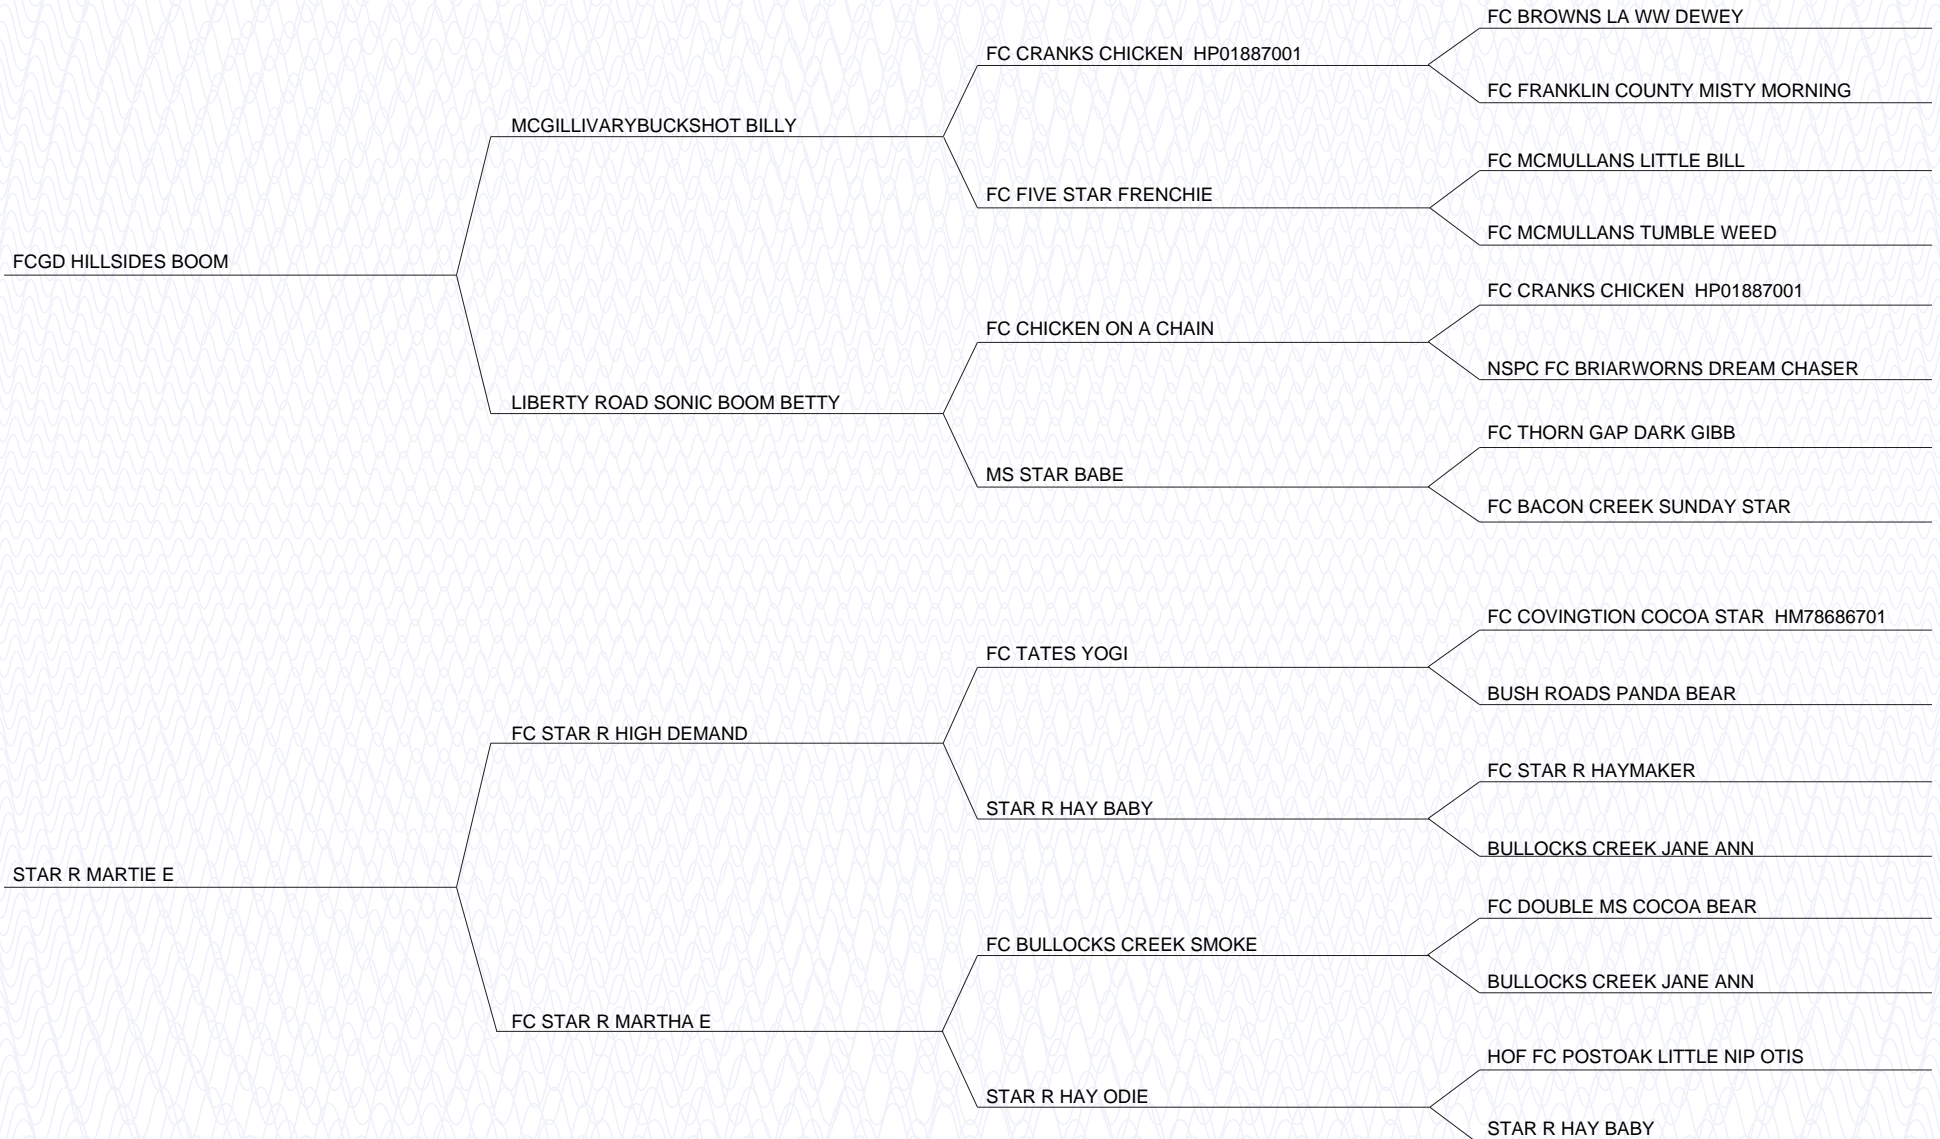 FC BROWNS LA WW DEWEY
FC CRANKS CHICKEN HP01887001
FC FRANKLIN COUNTY MISTY MORNING
MCGILLIVARYBUCKSHOT BILLY
FC MCMULLANS LITTLE BILL
FC FIVE STAR FRENCHIE
FC MCMULLANS TUMBLE WEED
FCGD HILLSIDES BOOM
FC CRANKS CHICKEN HP01887001
FC CHICKEN ON A CHAIN
NSPC FC BRIARWORNS DREAM CHASER
LIBERTY ROAD SONIC BOOM BETTY
FC THORN GAP DARK GIBB
MS STAR BABE
FC BACON CREEK SUNDAY STAR
FC COVINGTION COCOA STAR HM78686701
FC TATES YOGI
BUSH ROADS PANDA BEAR
FC STAR R HIGH DEMAND
FC STAR R HAYMAKER
STAR R HAY BABY
BULLOCKS CREEK JANE ANN
STAR R MARTIE E
FC DOUBLE MS COCOA BEAR
FC BULLOCKS CREEK SMOKE
BULLOCKS CREEK JANE ANN
FC STAR R MARTHA E
HOF FC POSTOAK LITTLE NIP OTIS
STAR R HAY ODIE
STAR R HAY BABY